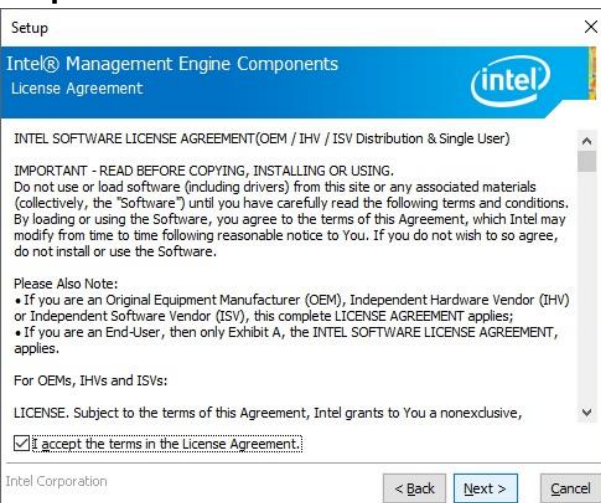 Setup
Intel® Management Engine Components
License Agreement
intel
INTEL SOFTWARE LICENSE AGREEMENT(OEM / IHV / ISV Distribution & Single User)
IMPORTANT - READ BEFORE COPYING, INSTALLING OR USING.
Do not use or load software (including drivers) from this site or any associated materials
(collectively, the "Software") until you have carefully read the following terms and conditions.
By loading or using the Software, you agree to the terms of this Agreement, which Intel may
modify from time to time following reasonable notice to You. If you do not wish to so agree,
do not install or use the Software.
Please Also Note:
• If you are an Original Equipment Manufacturer (OEM), Independent Hardware Vendor (IHV)
or Independent Software Vendor (ISV), this complete LICENSE AGREEMENT applies;
• If you are an End-User, then only Exhibit A, the INTEL SOFTWARE LICENSE AGREEMENT,
applies.
For OEMs, IHVs and ISVs:
LICENSE. Subject to the terms of this Agreement, Intel grants to You a nonexclusive,
I accept the terms in the License Agreement.
Intel Corporation
< Back Next > Cancel